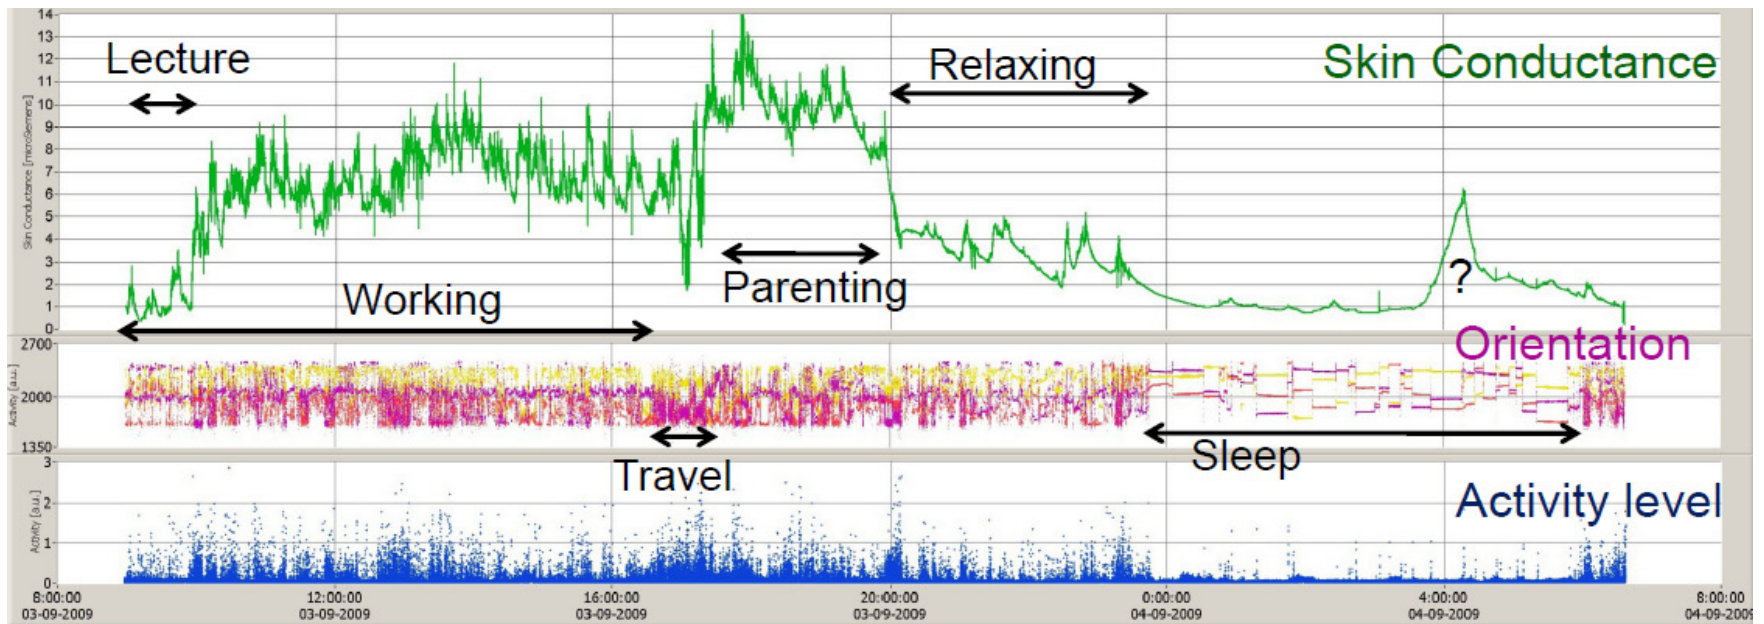 14
13
12
11
10
9
8
7
6
5
4
3
2
1
0
Skin Conductance [microSiemens]
Lecture
Relaxing
Skin Conductance
Working
Parenting
?
2700
2000
1350
Activity [a.u.]
Orientation
Travel
Sleep
3
2
1
0
Activity [a.u.]
Activity level
8:00:00 12:00:00 16:00:00 20:00:00 0:00:00 4:00:00 8:00:00
03-09-2009 03-09-2009 03-09-2009 03-09-2009 04-09-2009 04-09-2009 04-09-2009